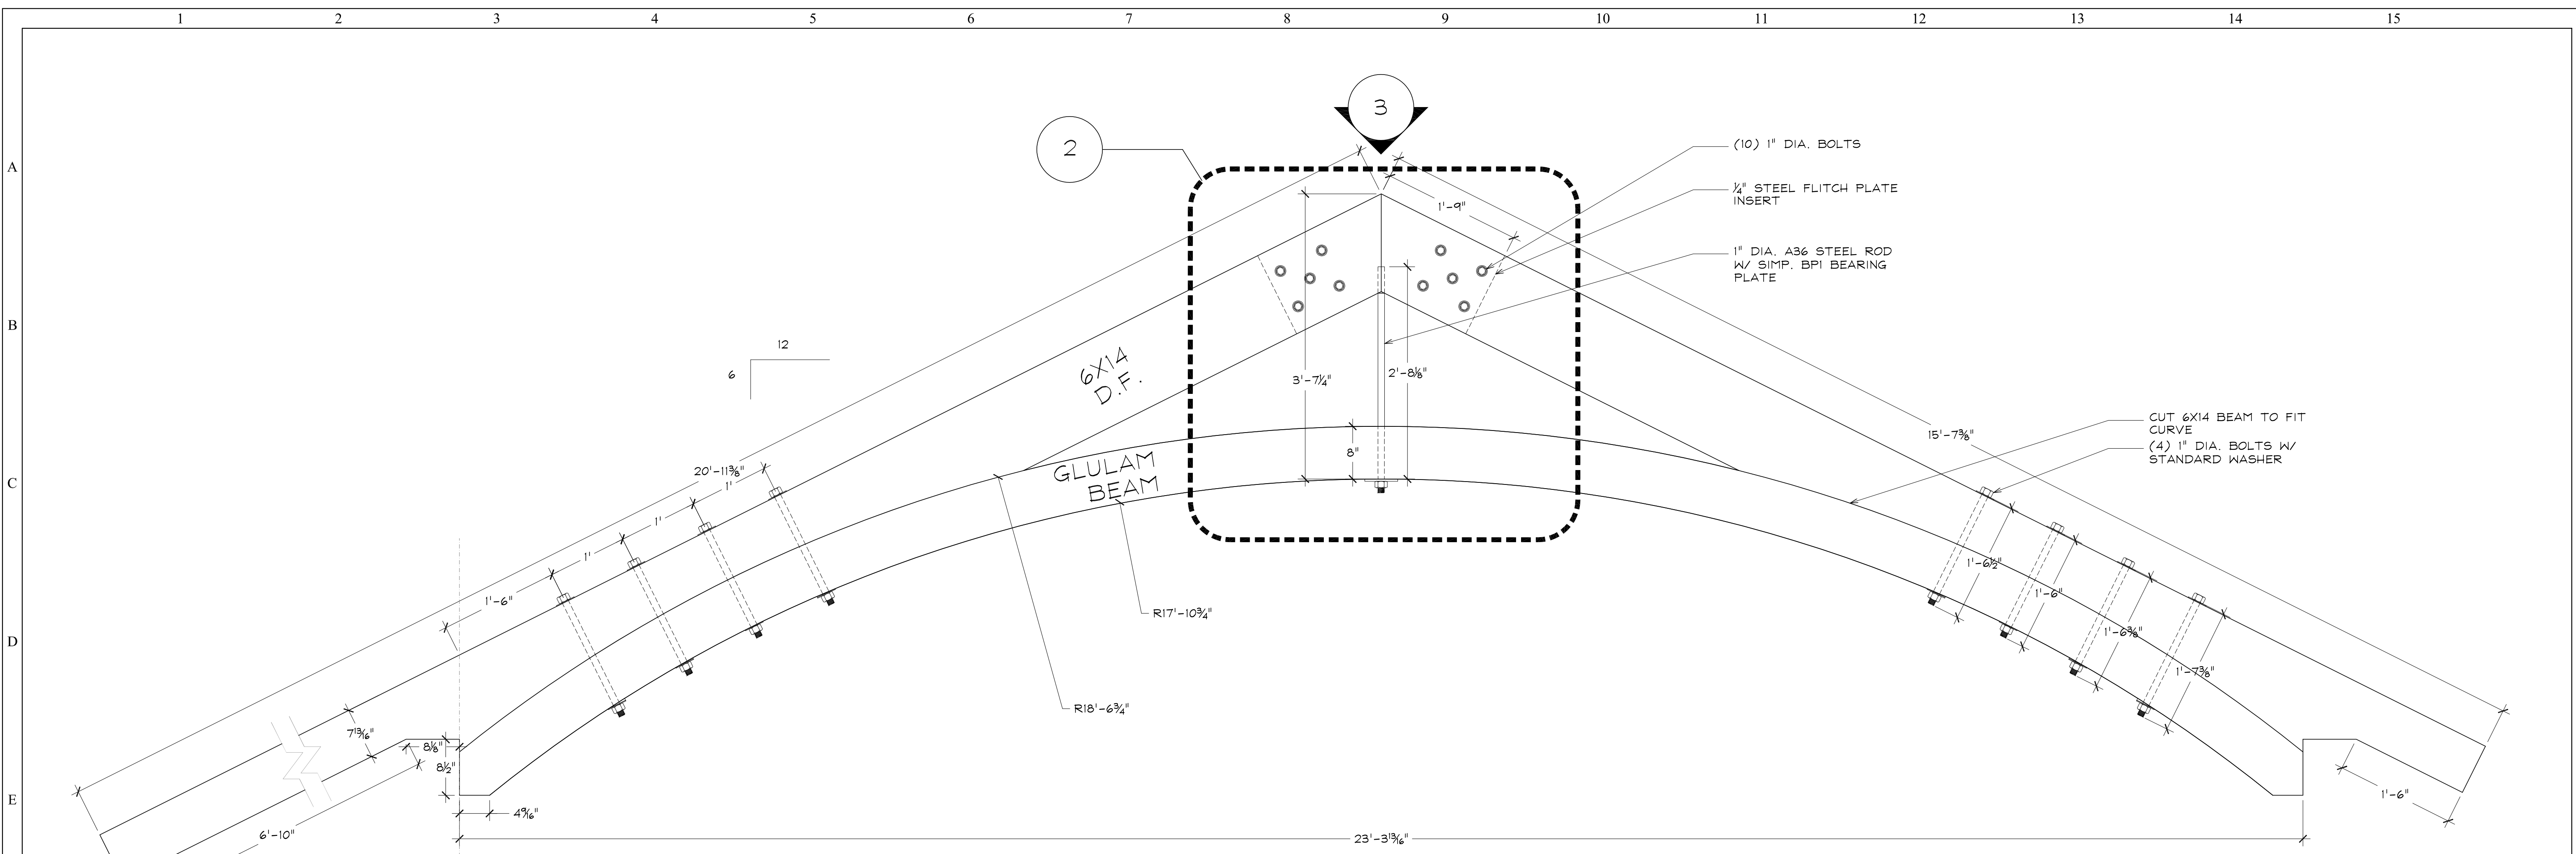 1 2 3 4 5 6 7 8 9 10 11 12 13 14 15
A
B
C
D
E
3
2
(10) 1" DIA. BOLTS
¼" STEEL FLITCH PLATE
INSERT
1'-9"
1" DIA. A36 STEEL ROD
W/ SIMP. BP1 BEARING
PLATE
12
6
6X14
D.F.
3'-7¼"
2'-8⅛"
CUT 6X14 BEAM TO FIT
CURVE
(4) 1" DIA. BOLTS W/
STANDARD WASHER
15'-7⅜"
8"
GLULAM
BEAM
20'-11⅜"
1'
1'
1'
1'-6"
1'-6½"
1'-6"
1'-6⅜"
1'-7⅜"
R17'-10¾"
R18'-6¾"
7¹³⁄₁₆"
8⅛"
8½"
4⁹⁄₁₆"
6'-10"
1'-6"
23'-3¹³⁄₁₆"